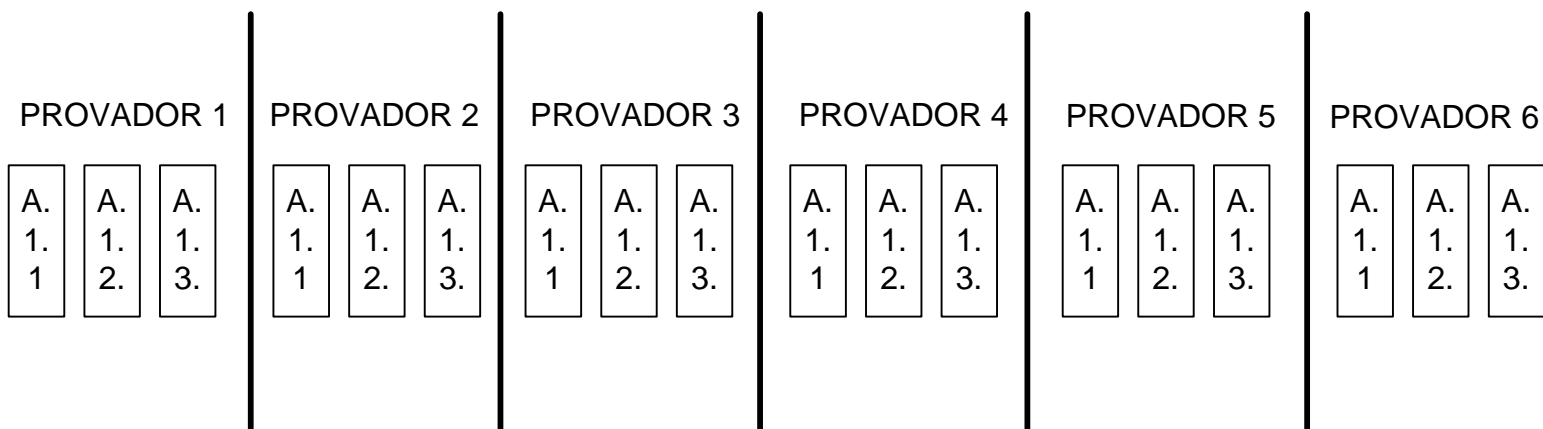 PROVADOR 1
A.
1.
1
A.
1.
2.
A.
1.
3.
PROVADOR 2
A.
1.
1
A.
1.
2.
A.
1.
3.
PROVADOR 3
A.
1.
1
A.
1.
2.
A.
1.
3.
PROVADOR 4
A.
1.
1
A.
1.
2.
A.
1.
3.
PROVADOR 5
A.
1.
1
A.
1.
2.
A.
1.
3.
PROVADOR 6
A.
1.
1
A.
1.
2.
A.
1.
3.